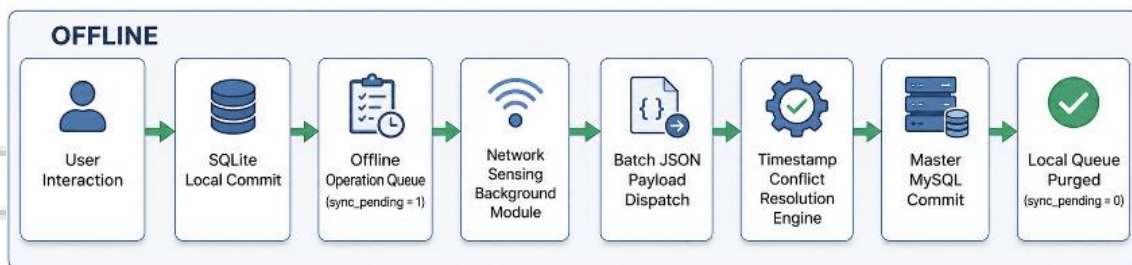 OFFLINE
User
Interaction
SQLite
Local Commit
Offline
Operation Queue
(sync_pending = 1)
Network
Sensing
Background
Module
{ }
Batch JSON
Payload
Dispatch
Timestamp
Conflict
Resolution
Engine
Master
MySQL
Commit
Local Queue
Purged
(sync_pending = 0)